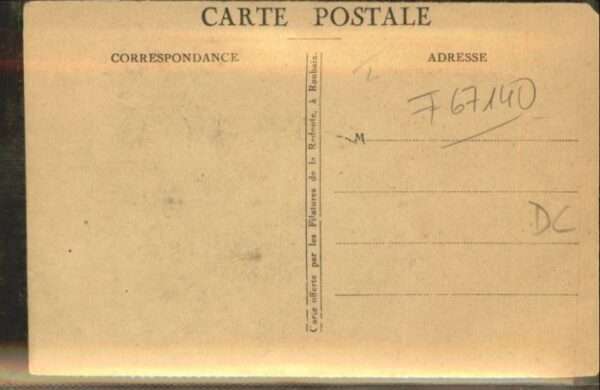 CARTE POSTALE
CORRESPONDANCE
ADRESSE
Carte offerte par les Filatures de la Redoute, à Roubaix.
F 67140
M
DC